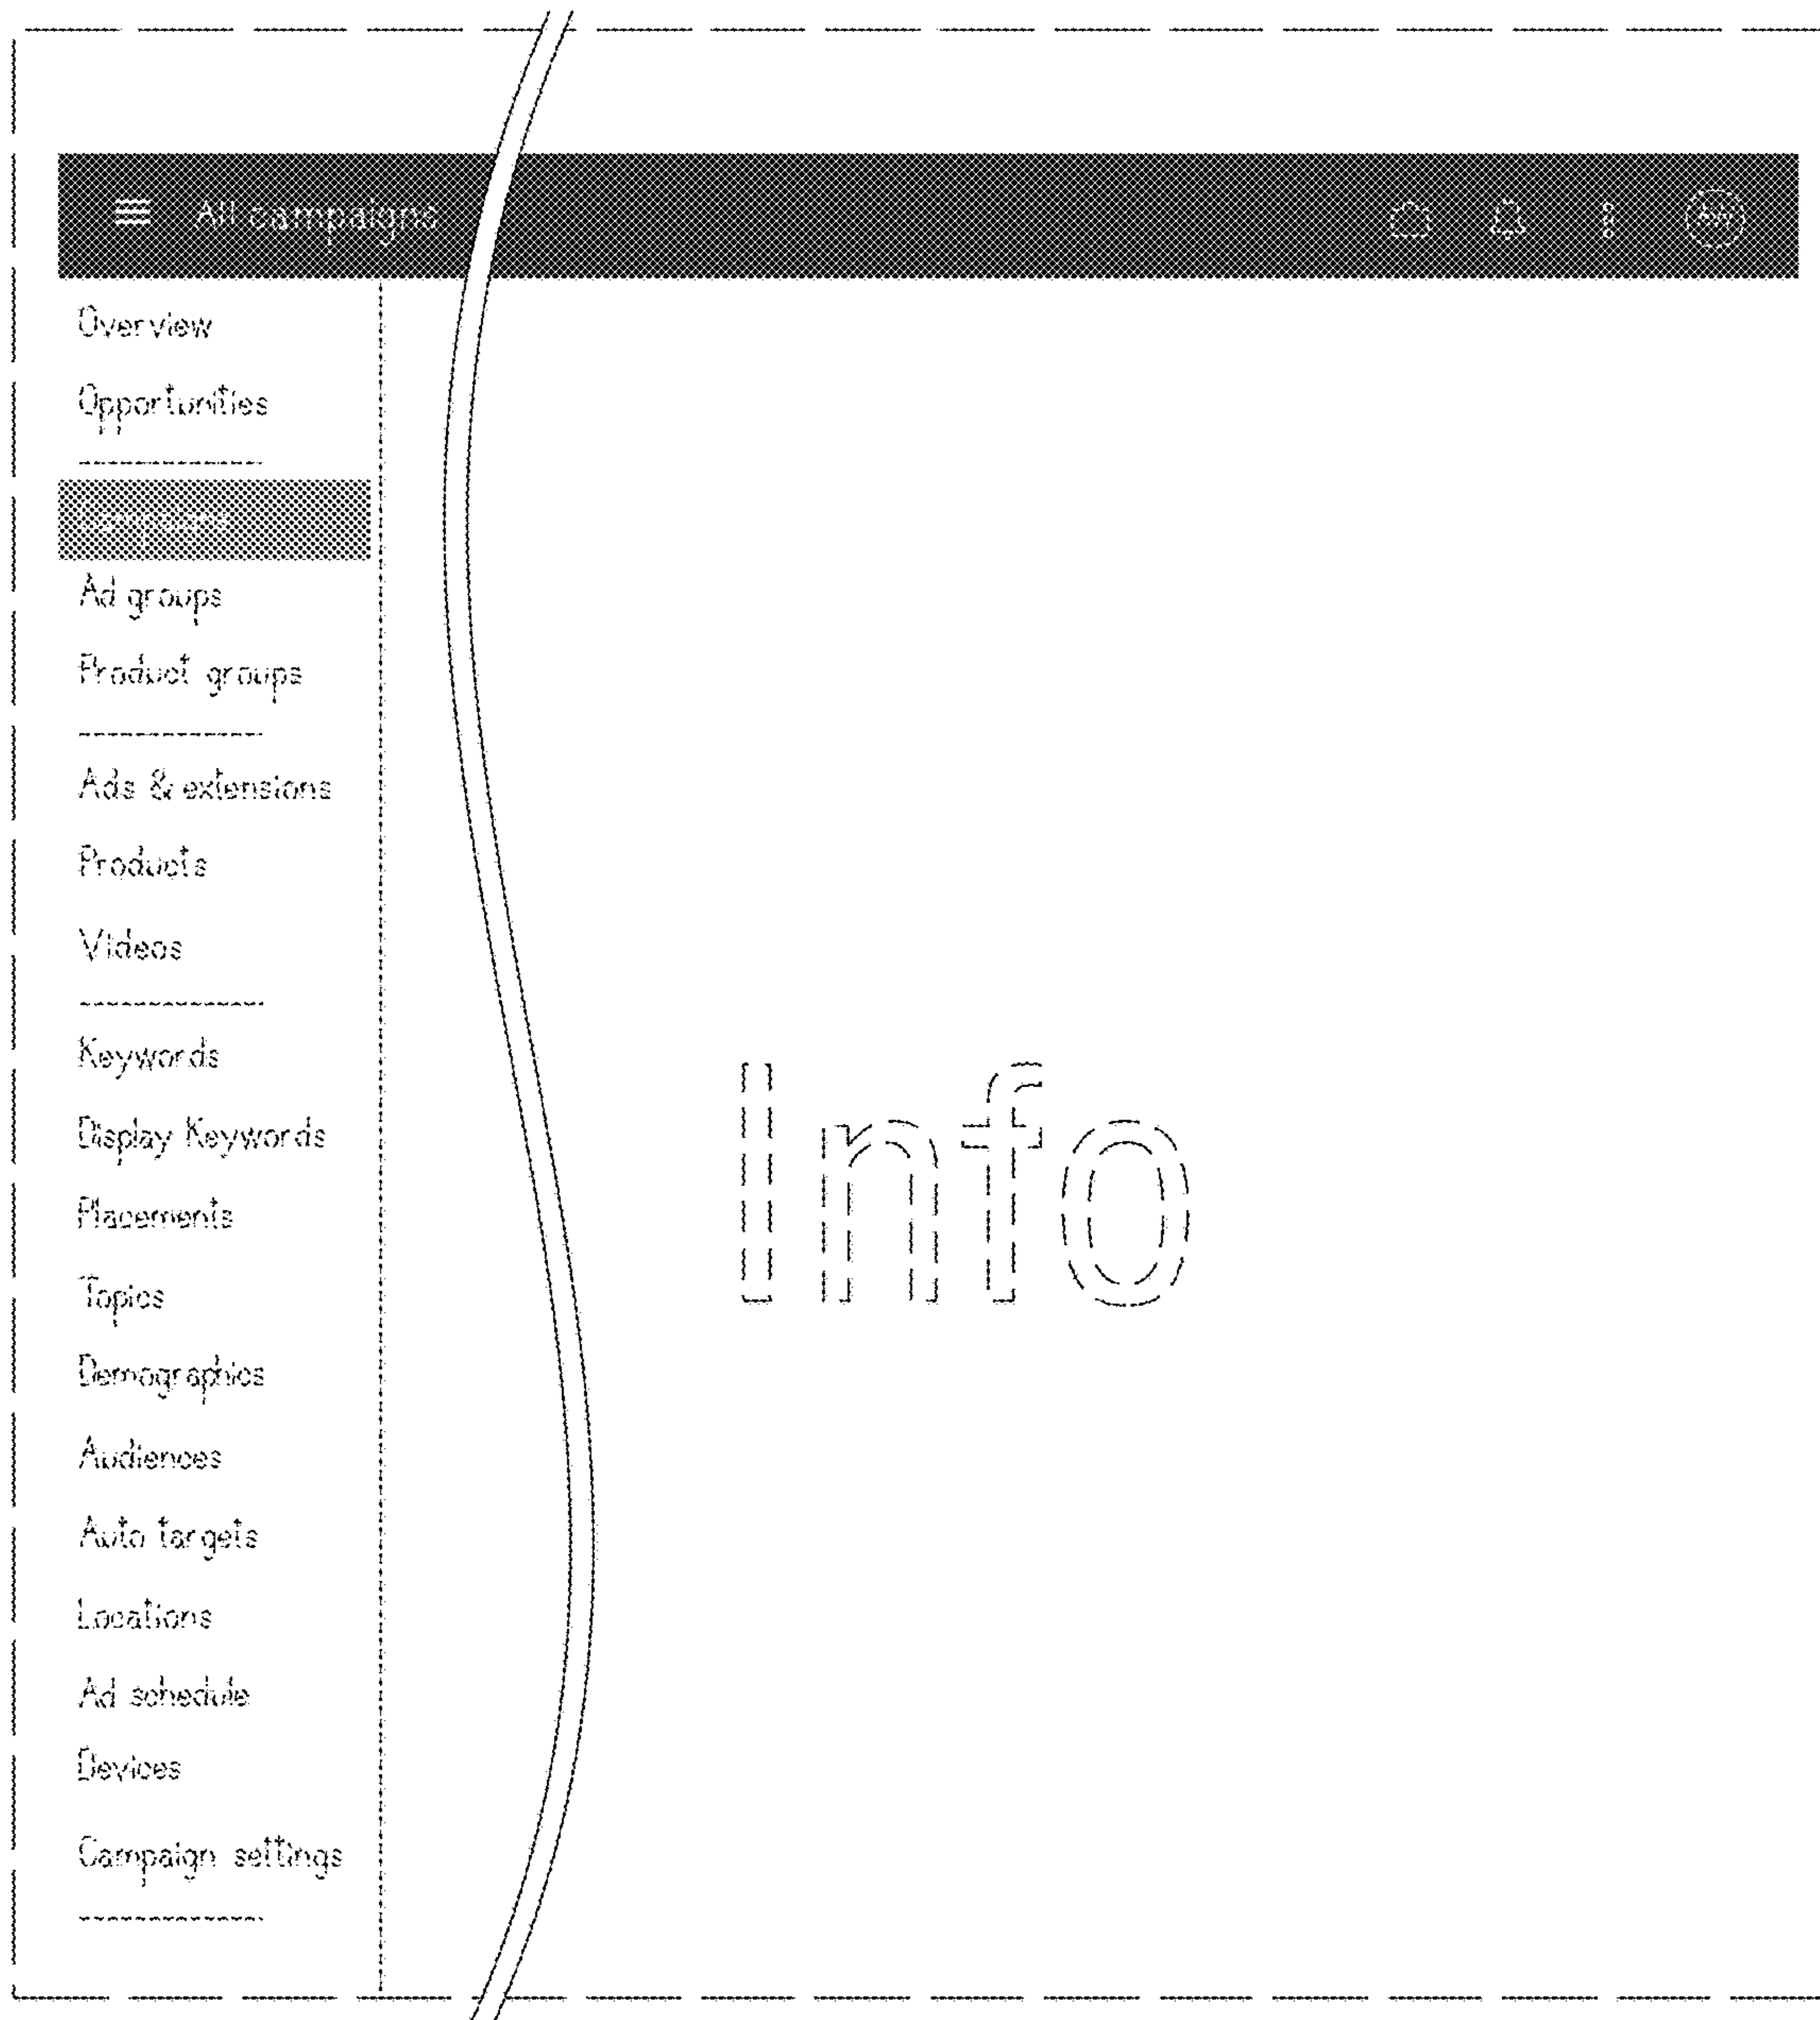 All campaigns
Overview
Opportunities
Campaigns
Ad groups
Product groups
Ads & extensions
Products
Videos
Keywords
Display Keywords
Placements
Topics
Demographics
Audiences
Auto targets
Locations
Ad schedule
Devices
Campaign settings
Info